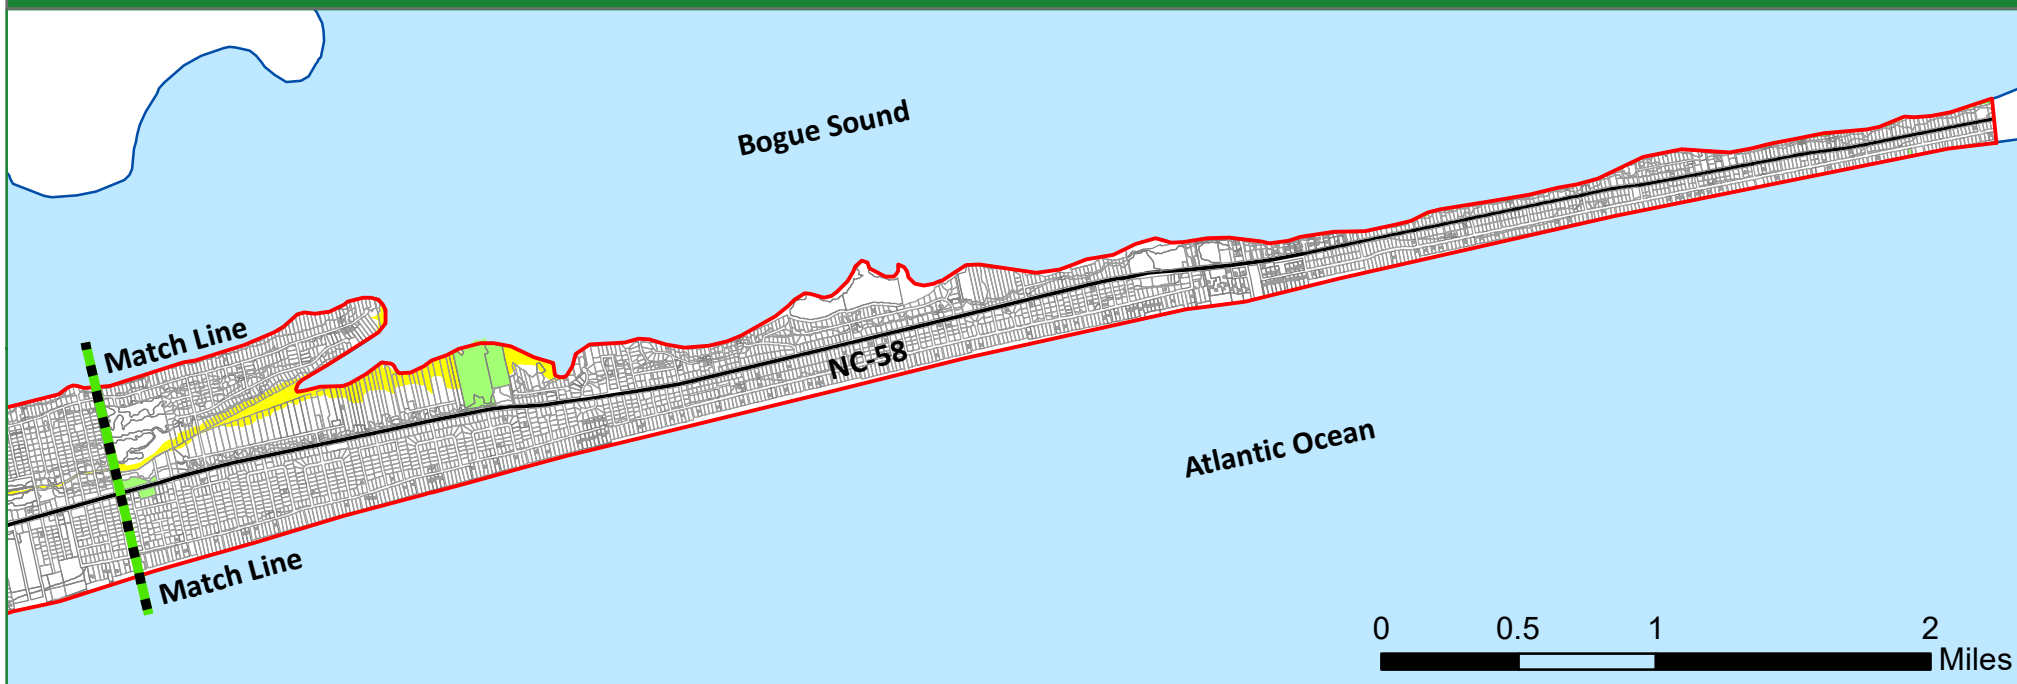 Bogue Sound
Match Line
NC-58
Atlantic Ocean
Match Line
0 0.5 1 2
Miles